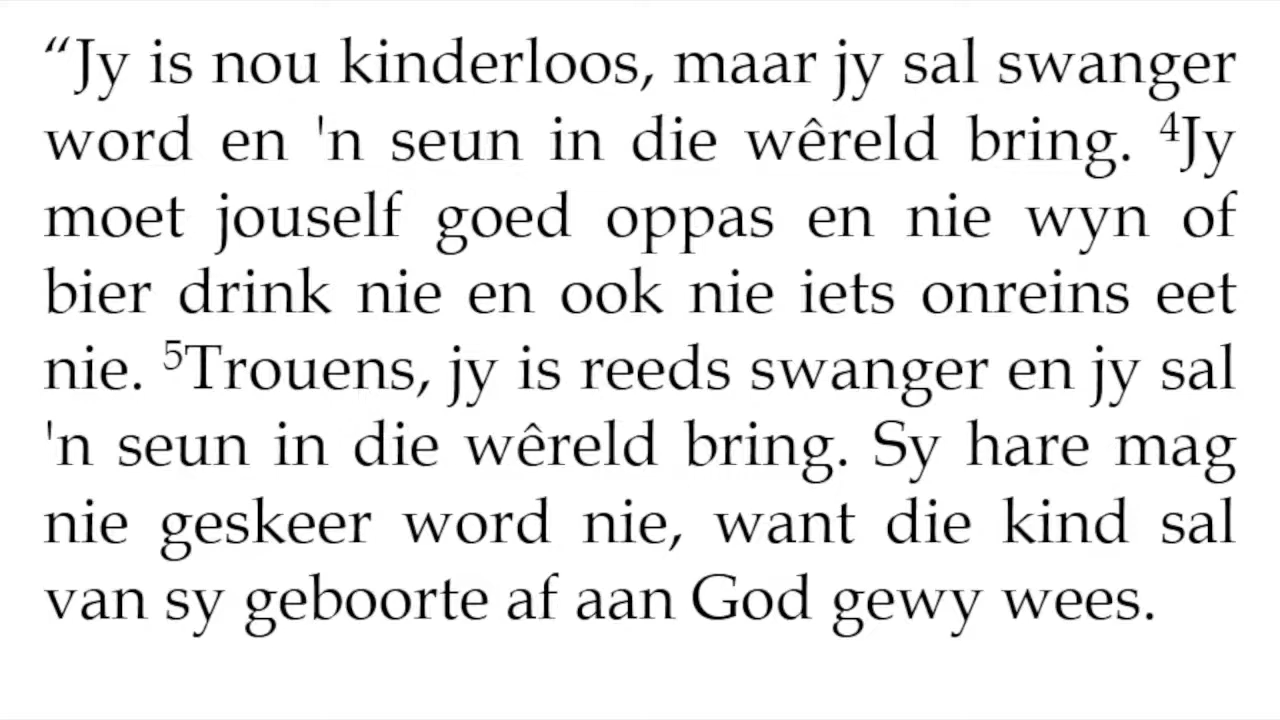 “Jy is nou kinderloos, maar jy sal swanger
word en 'n seun in die wêreld bring. ⁴Jy
moet jouself goed oppas en nie wyn of
bier drink nie en ook nie iets onreins eet
nie. ⁵Trouens, jy is reeds swanger en jy sal
'n seun in die wêreld bring. Sy hare mag
nie geskeer word nie, want die kind sal
van sy geboorte af aan God gewy wees.